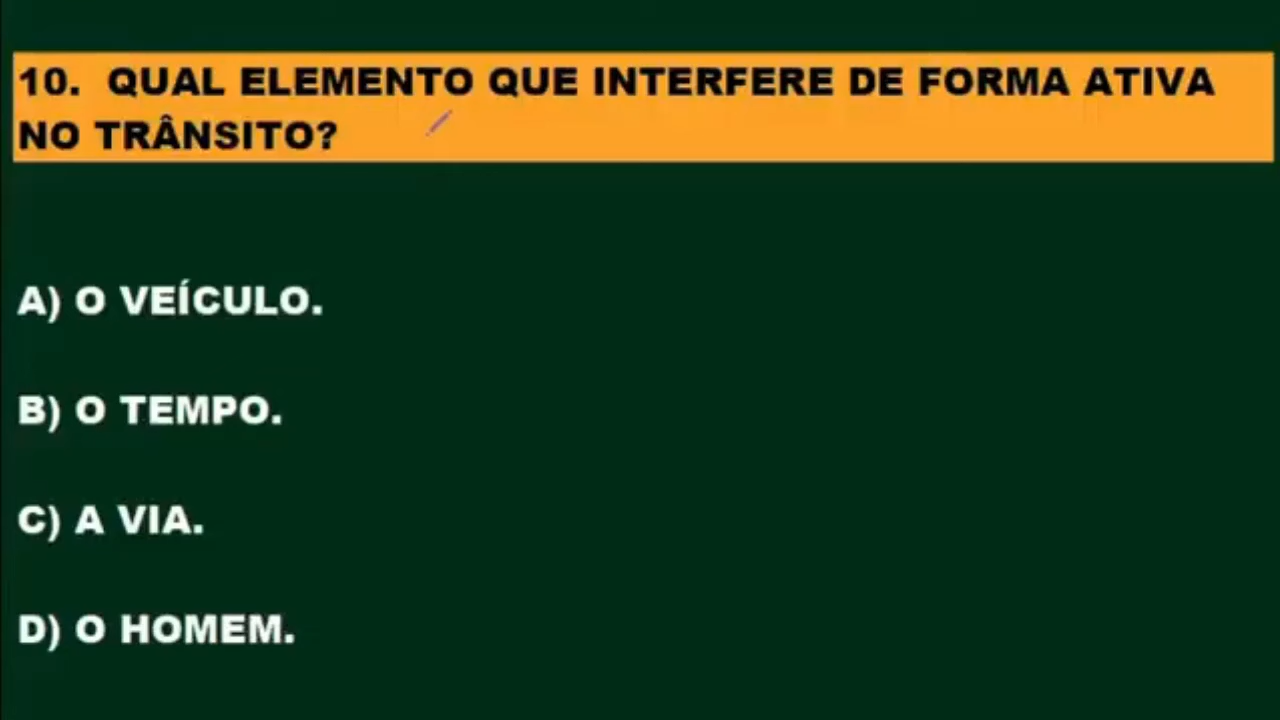 10. QUAL ELEMENTO QUE INTERFERE DE FORMA ATIVA
NO TRÂNSITO?
A) O VEÍCULO.
B) O TEMPO.
C) A VIA.
D) O HOMEM.